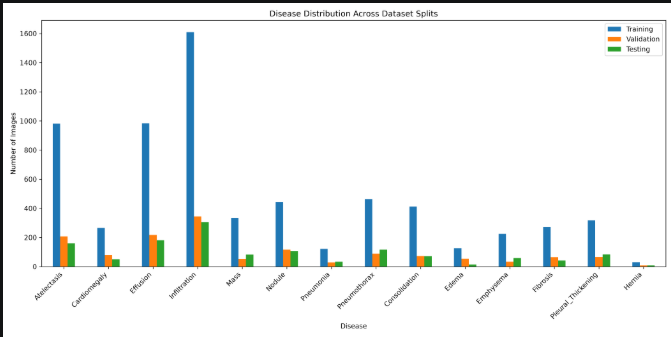 Disease Distribution Across Dataset Splits
Training
Validation
Testing
Number of Images
1600
1400
1200
1000
800
600
400
200
0
Atelectasis
Cardiomegaly
Effusion
Infiltration
Mass
Nodule
Pneumonia
Pneumothorax
Consolidation
Edema
Emphysema
Fibrosis
Pleural_Thickening
Hernia
Disease